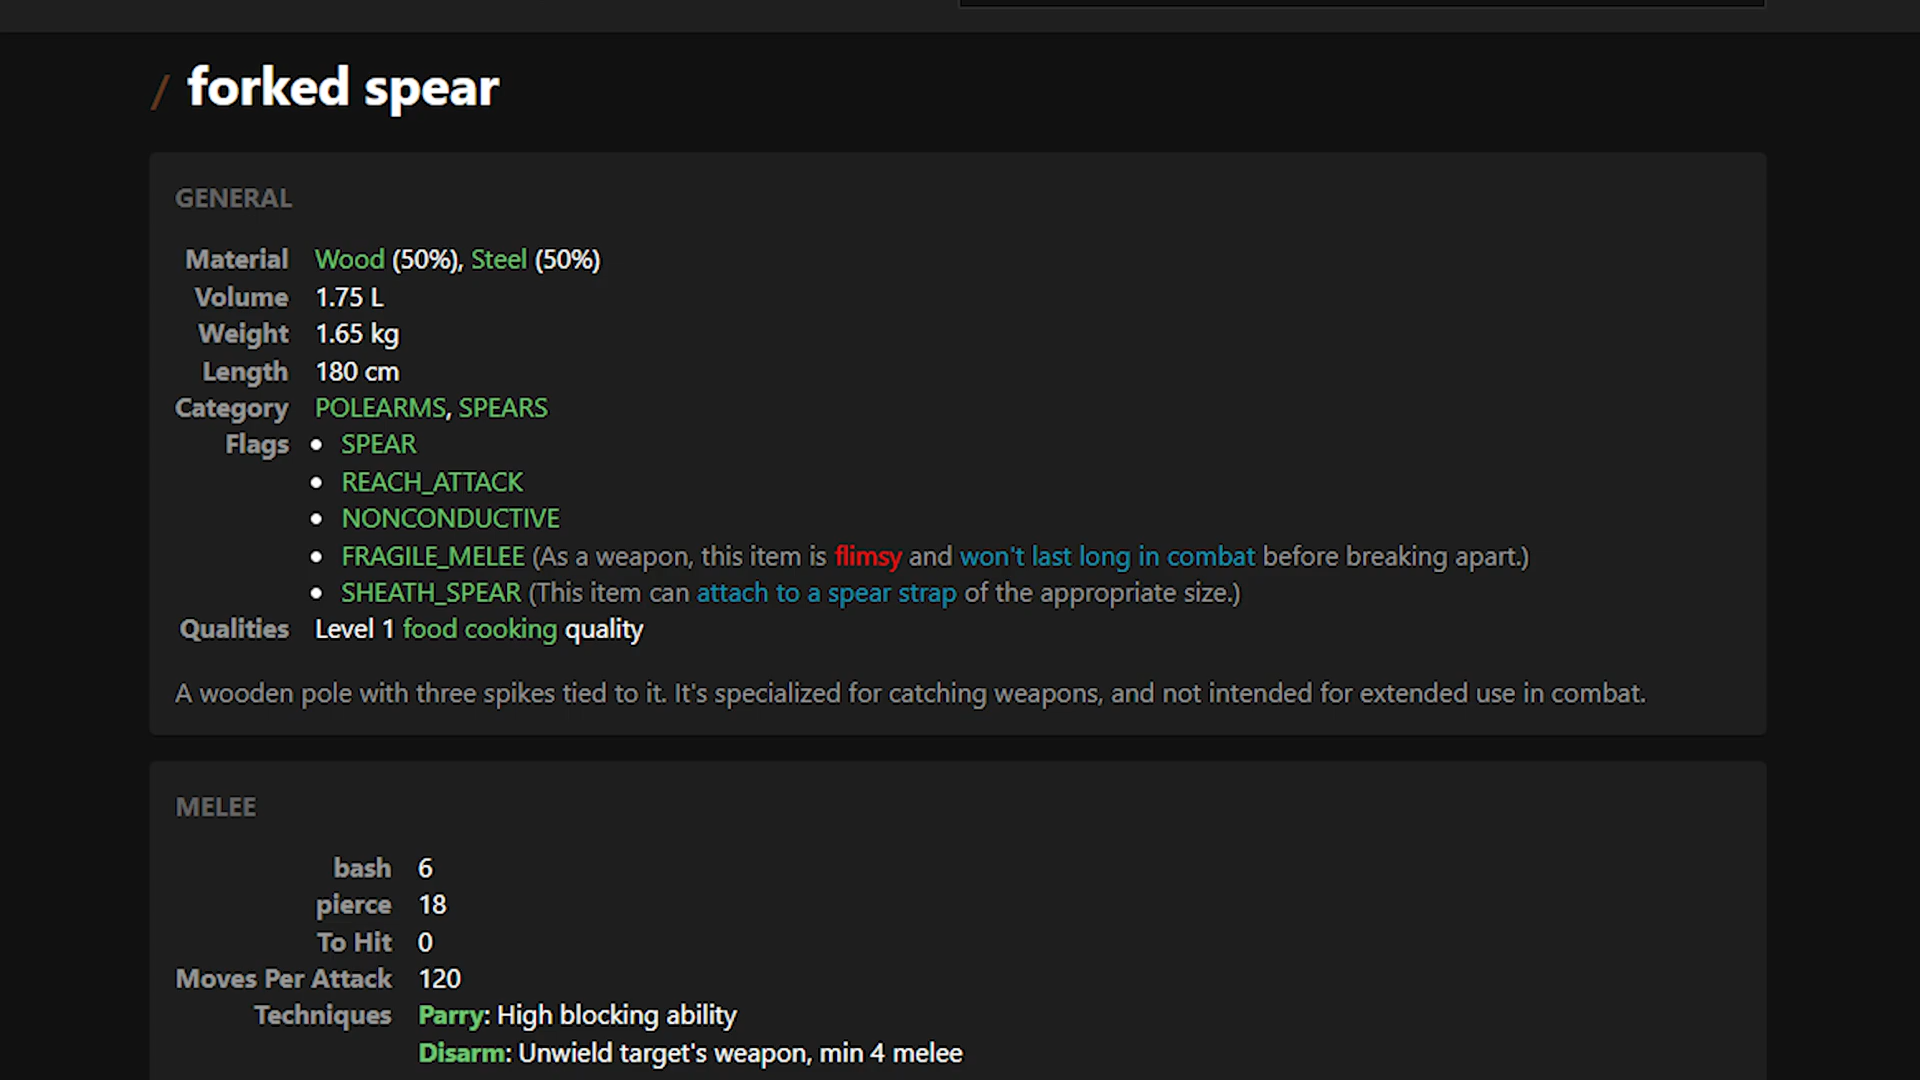 / forked spear
GENERAL
Material Wood (50%), Steel (50%)
Volume 1.75 L
Weight 1.65 kg
Length 180 cm
Category POLEARMS, SPEARS
Flags • SPEAR
• REACH_ATTACK
• NONCONDUCTIVE
• FRAGILE_MELEE (As a weapon, this item is flimsy and won't last long in combat before breaking apart.)
• SHEATH_SPEAR (This item can attach to a spear strap of the appropriate size.)
Qualities Level 1 food cooking quality
A wooden pole with three spikes tied to it. It's specialized for catching weapons, and not intended for extended use in combat.
MELEE
bash 6
pierce 18
To Hit 0
Moves Per Attack 120
Techniques Parry: High blocking ability
Disarm: Unwield target's weapon, min 4 melee